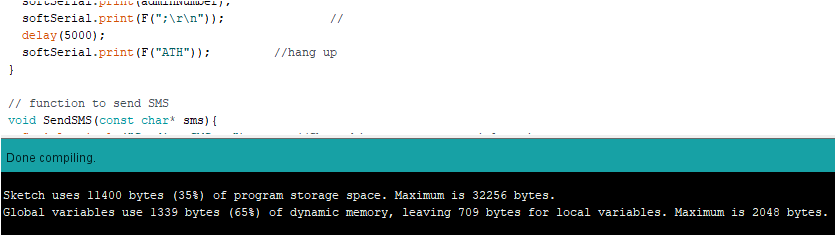 softSerial.print(adminNumber);
softSerial.print(F(";\r\n")); //
delay(5000);
softSerial.print(F("ATH")); //hang up
}
// function to send SMS
void SendSMS(const char* sms){
Done compiling.
Sketch uses 11400 bytes (35%) of program storage space. Maximum is 32256 bytes.
Global variables use 1339 bytes (65%) of dynamic memory, leaving 709 bytes for local variables. Maximum is 2048 bytes.